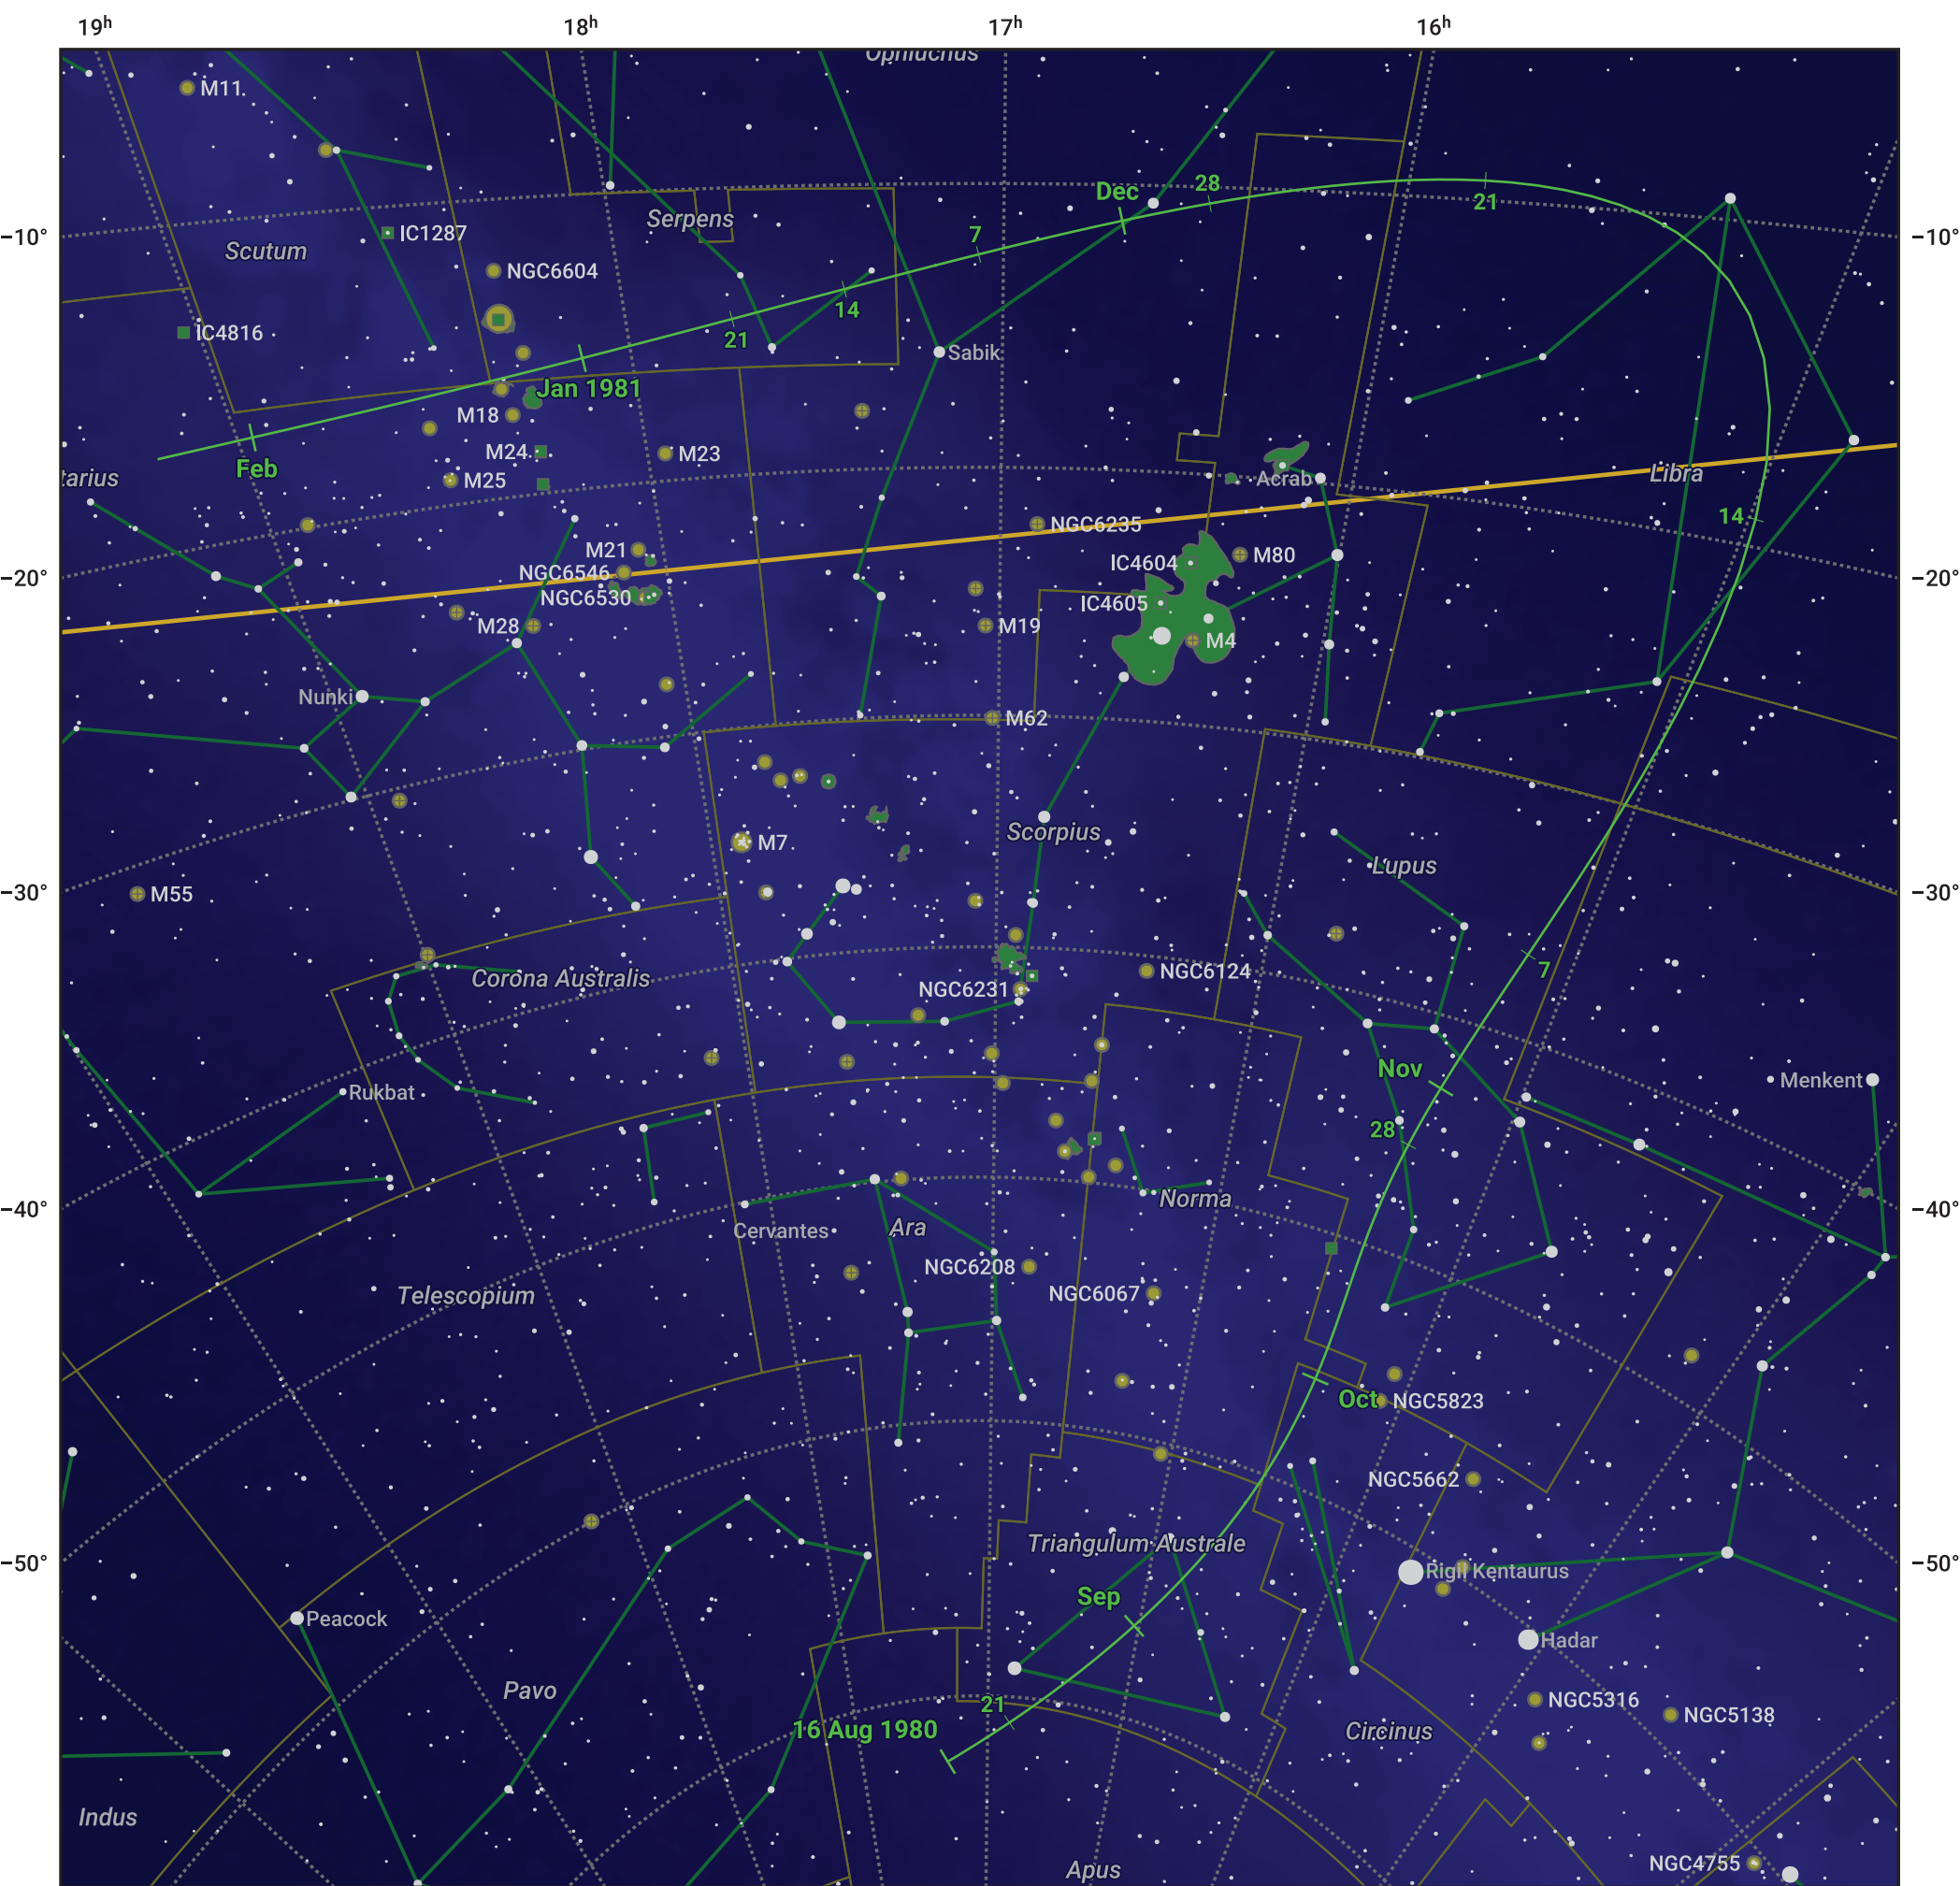 19ʰ 18ʰ 17ʰ 16ʰ
Ophiuchus
M11
Dec 28
21
Serpens
−10° Scutum IC1287 7 −10°
NGC6604
14
IC4816 21
Sabik
Jan 1981
M18
M24 M23
Feb
tarius M25 Acrab Libra
14
NGC6235
M21 IC4604 M80
NGC6546
−20° −20°
NGC6530 IC4605
M28 M19 M4
Nunki
M62
Scorpius
M7 Lupus
−30° M55 −30°
Corona Australis NGC6124 7
NGC6231
Nov
Rukbat Menkent
28
Norma
−40° −40°
Cervantes Ara
NGC6208
Telescopium NGC6067
Oct NGC5823
NGC5662
Triangulum Australe
−50° −50°
Rigil Kentaurus
Sep
Peacock Hadar
Pavo
21 NGC5316
16 Aug 1980 Circinus NGC5138
Indus
Apus NGC4755